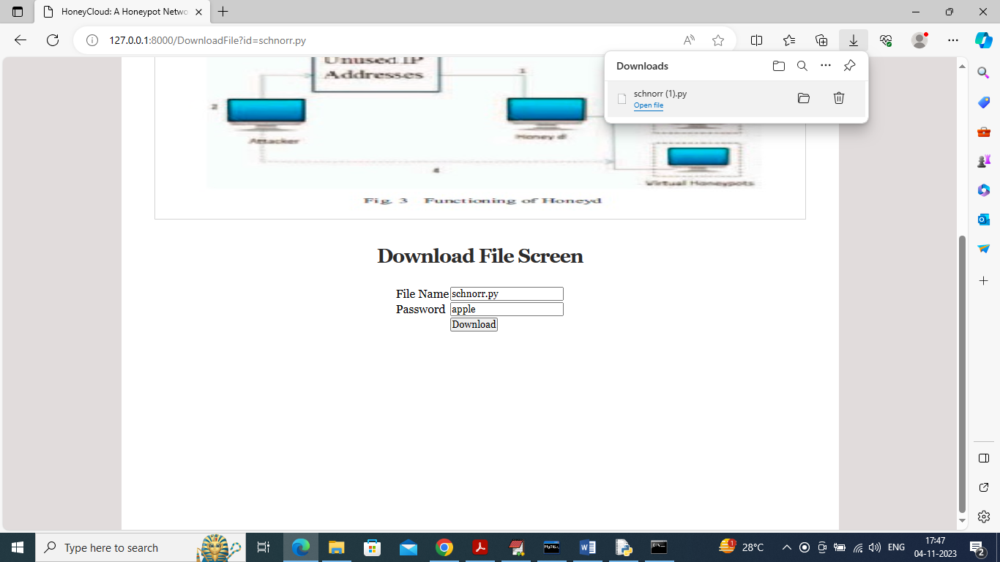 HoneyCloud: A Honeypot Netwo
127.0.0.1:8000/DownloadFile?id=schnorr.py
Downloads
schnorr (1).py
Open file
Unused IP
Addresses
1
2
Attacker
Honey d
4
Virtual Honeypots
Fig. 3 Functioning of Honeyd
Download File Screen
File Name schnorr.py
Password apple
Download
Type here to search
28°C
ENG
17:47
04-11-2023
2